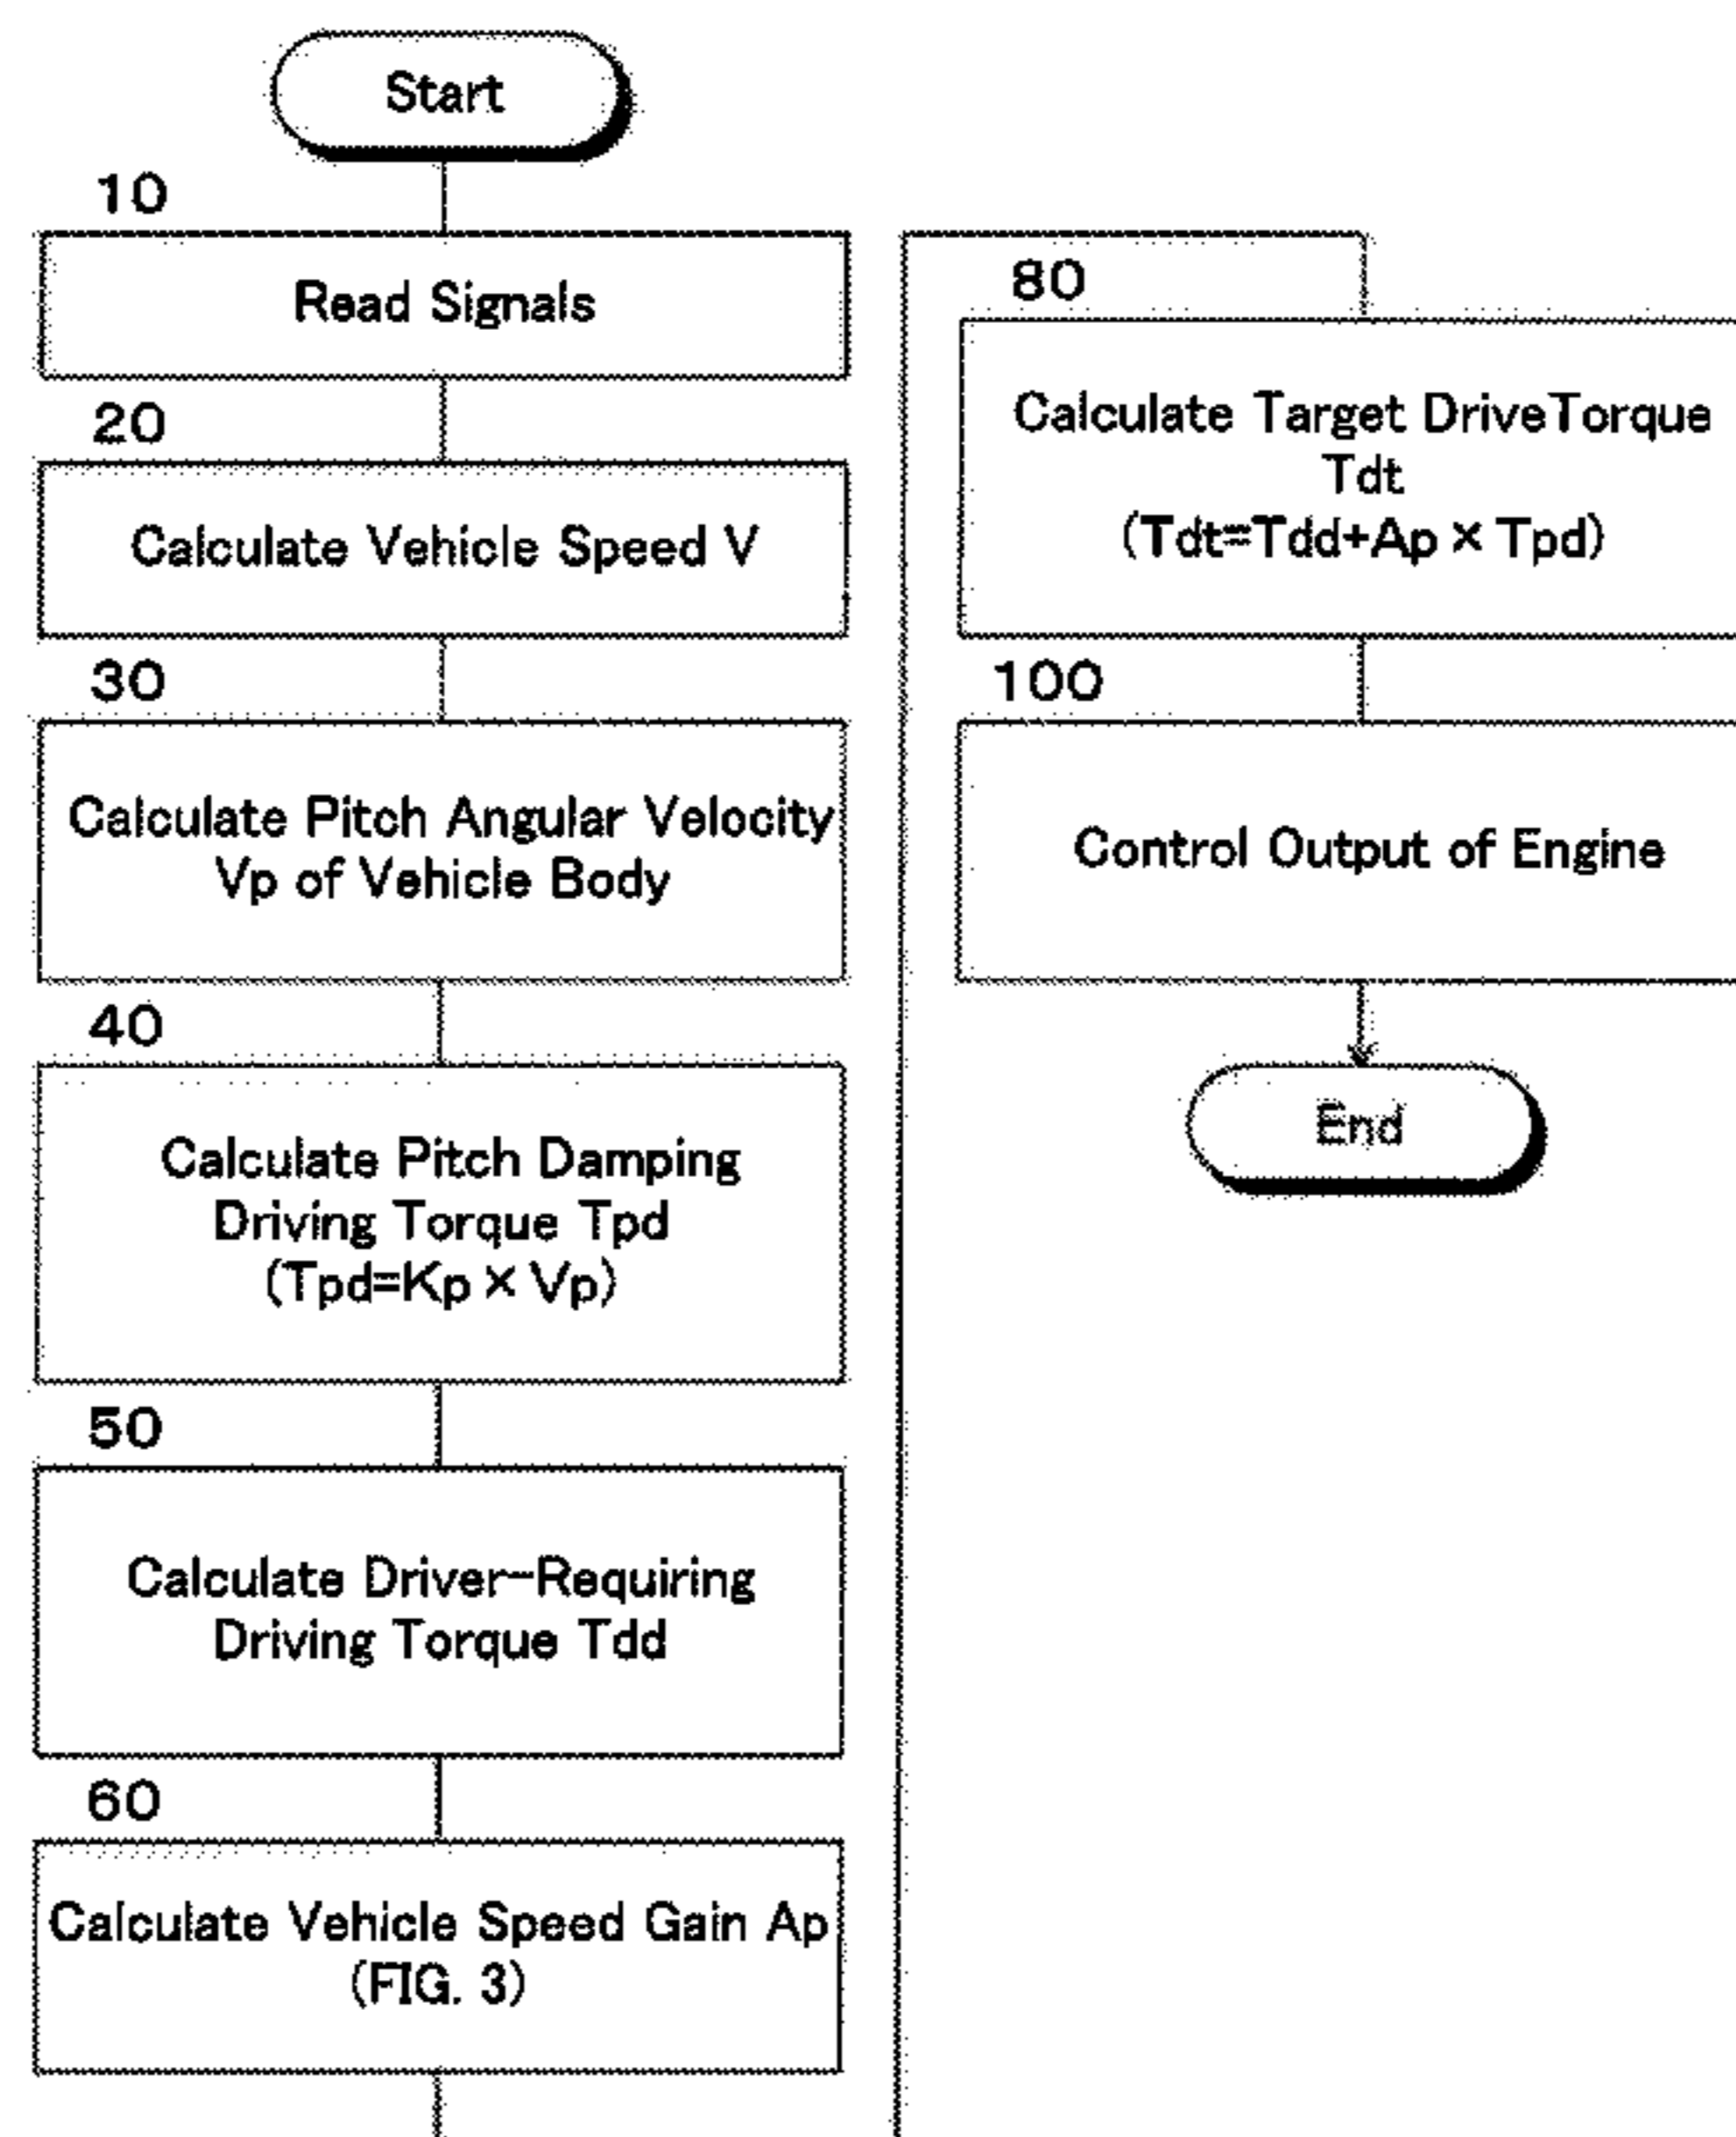 Start
10
Read Signals
20
Calculate Vehicle Speed V
30
Calculate Pitch Angular Velocity
Vp of Vehicle Body
40
Calculate Pitch Damping
Driving Torque Tpd
(Tpd=Kp × Vp)
50
Calculate Driver-Requiring
Driving Torque Tdd
60
Calculate Vehicle Speed Gain Ap
(FIG. 3)
80
Calculate Target DriveTorque
Tdt
(Tdt=Tdd+Ap × Tpd)
100
Control Output of Engine
End